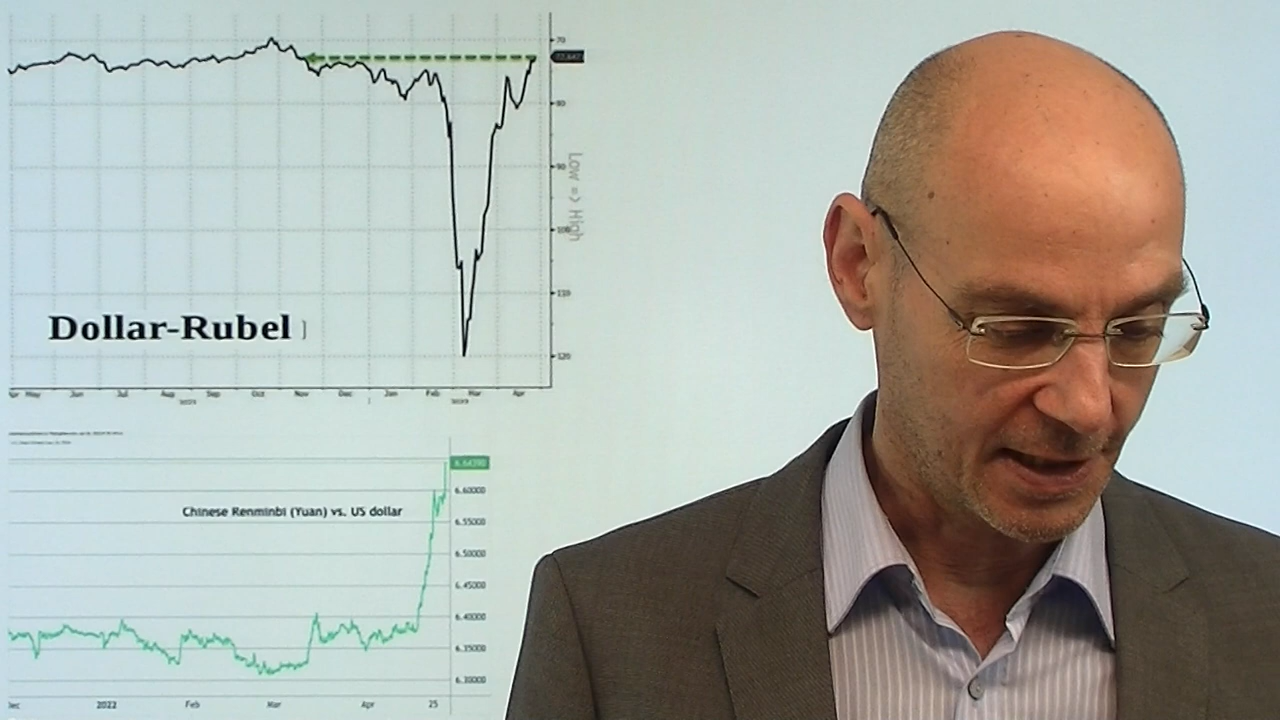 70
80
90
100
110
120
Low => High
Dollar-Rubel ]
May Jun Jul Aug Sep Oct Nov Dec Jan Feb Mar Apr
6.64390
6.60000
Chinese Renminbi (Yuan) vs. US dollar
6.55000
6.50000
6.45000
6.40000
6.35000
6.30000
Dec 2022 Feb Mar Apr 25